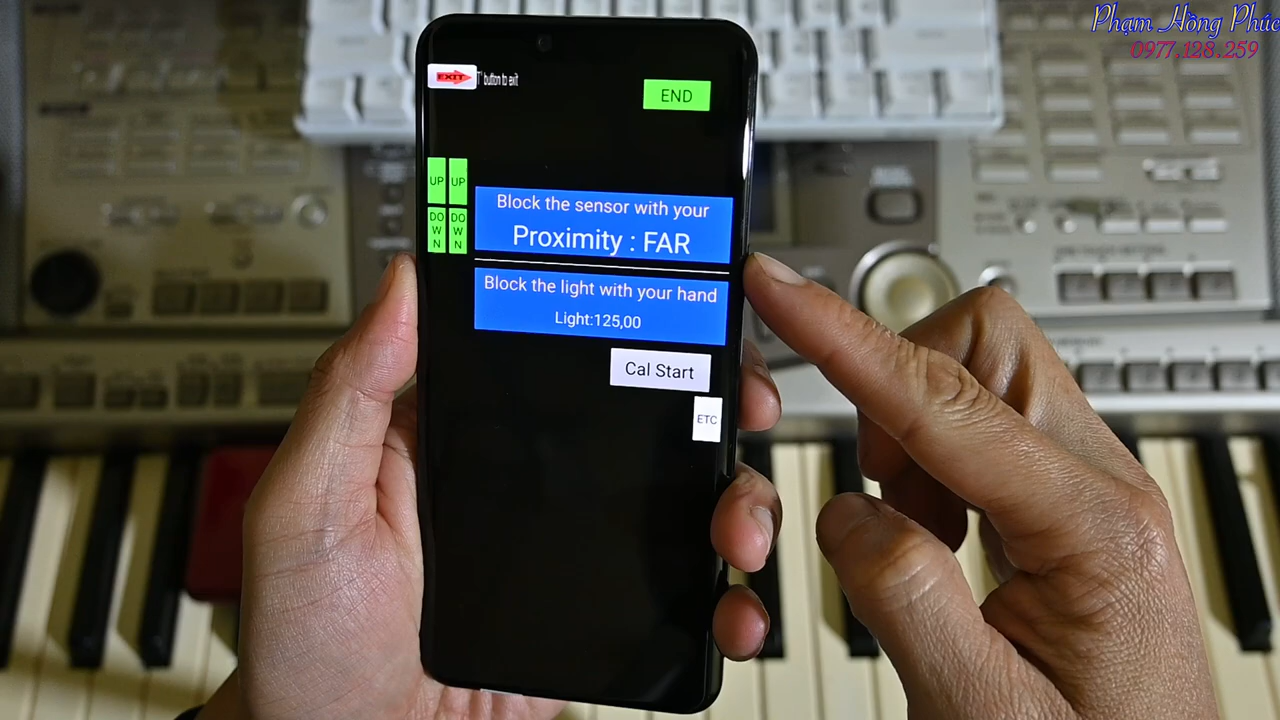 Phạm Hồng Phúc
0977.128.259
EXIT
T' button to exit
END
UP UP
DOWN DOWN
Block the sensor with your
Proximity : FAR
Block the light with your hand
Light:125,00
Cal Start
ETC